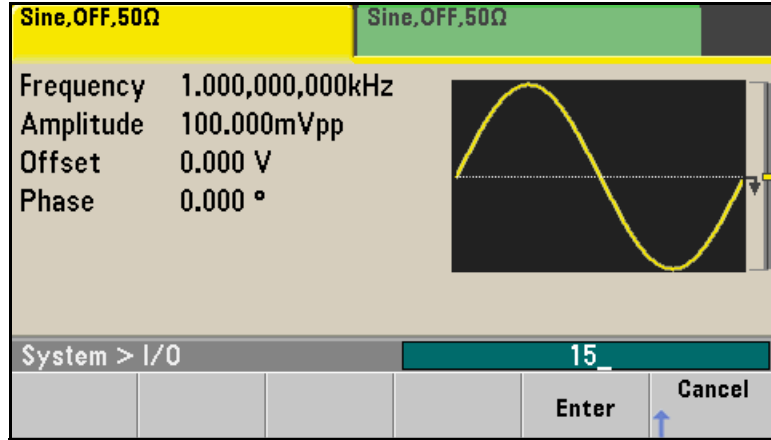 Sine,OFF,50Ω
Sine,OFF,50Ω
Frequency 1.000,000,000kHz
Amplitude 100.000mVpp
Offset 0.000 V
Phase 0.000 °
System > I/O
15_
Enter
Cancel